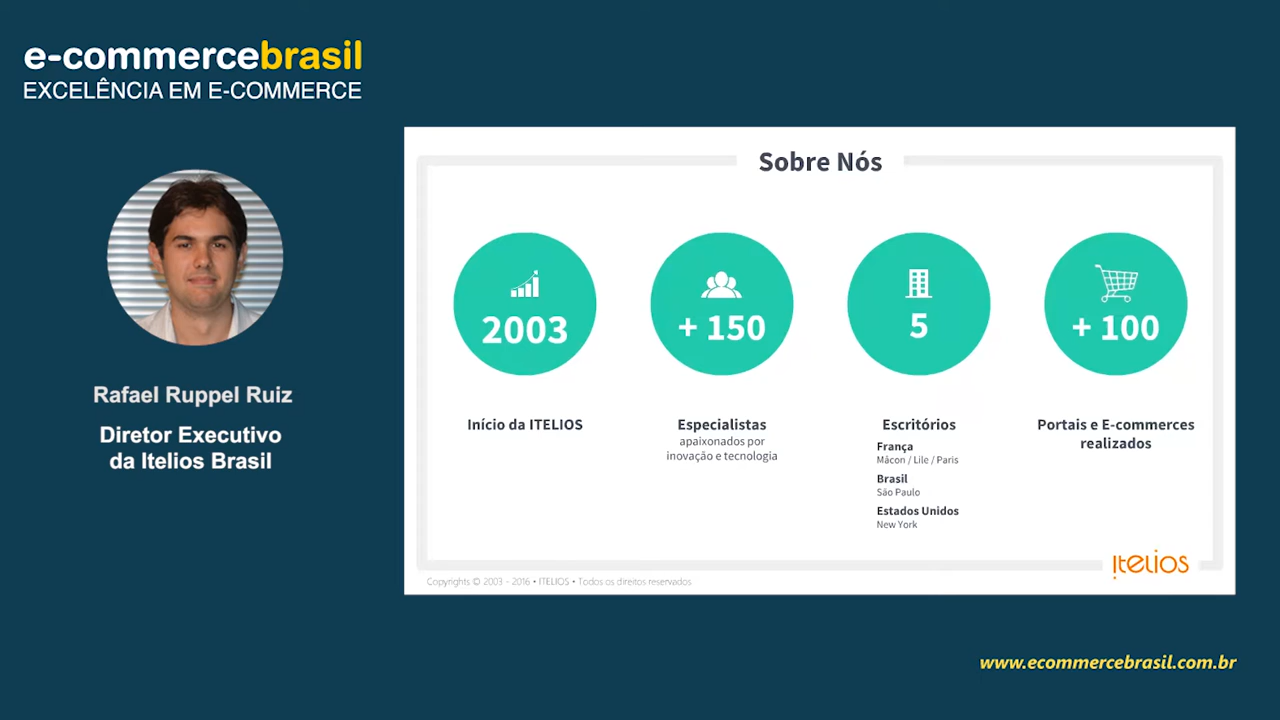 e-commercebrasil
EXCELÊNCIA EM E-COMMERCE
Rafael Ruppel Ruiz
Diretor Executivo
da Itelios Brasil
Sobre Nós
2003
Início da ITELIOS
+ 150
Especialistas
apaixonados por
inovação e tecnologia
5
Escritórios
França
Mâcon / Lile / Paris
Brasil
São Paulo
Estados Unidos
New York
+ 100
Portais e E-commerces
realizados
itelios
Copyrights © 2003 - 2016 • ITELIOS • Todos os direitos reservados
www.ecommercebrasil.com.br